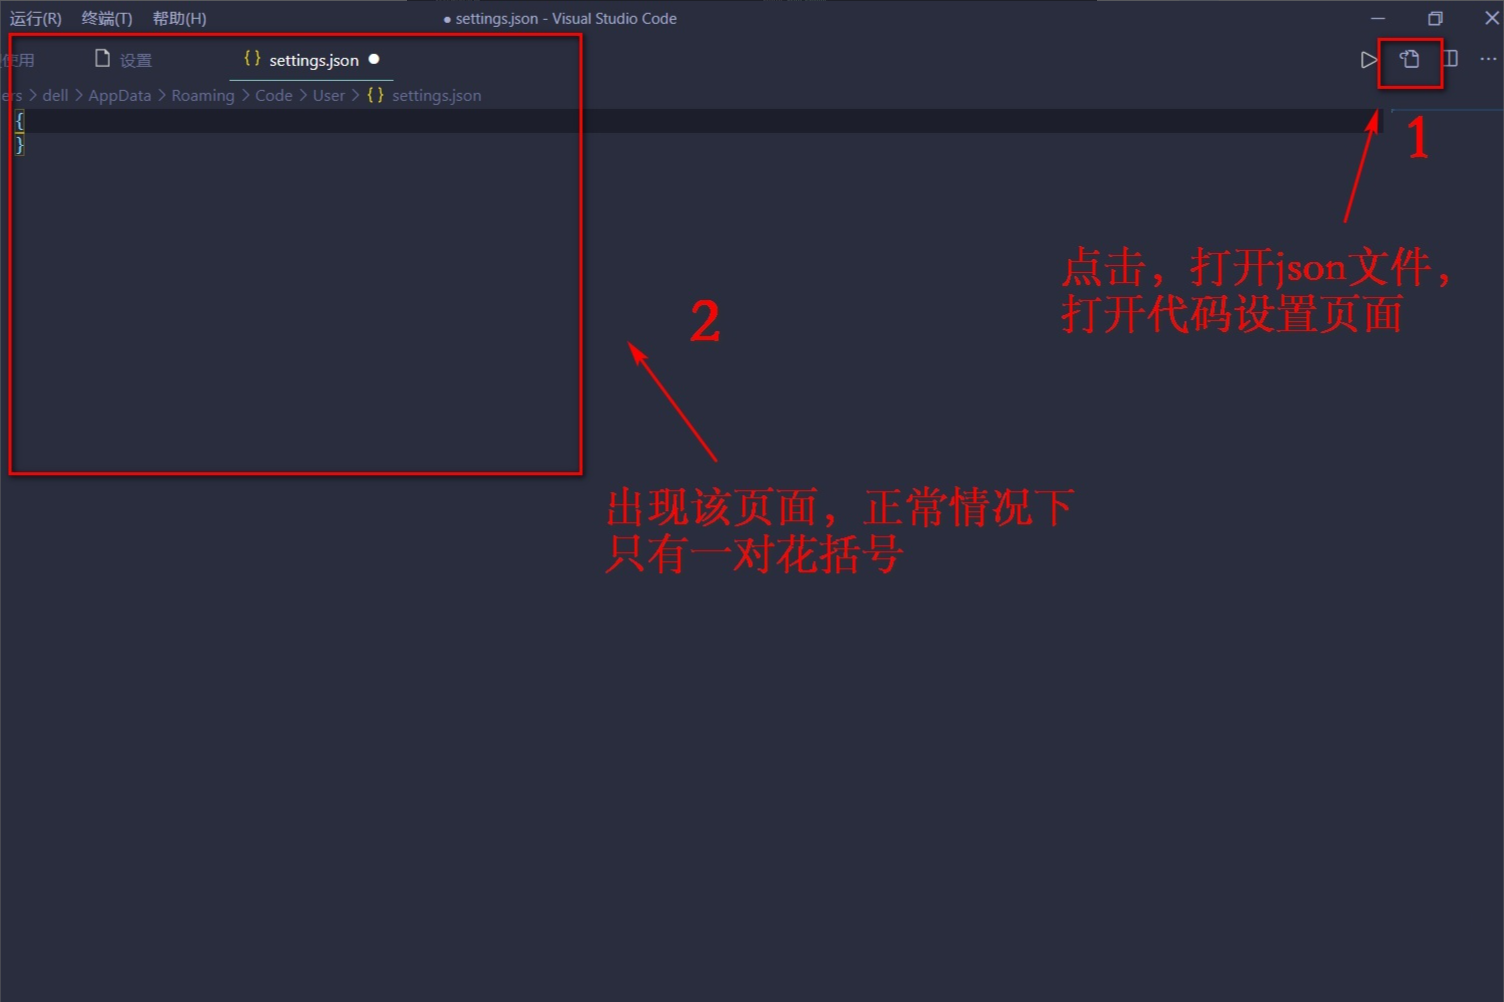 运行(R) 终端(T) 帮助(H) ● settings.json - Visual Studio Code
使用 设置 {} settings.json ●
ers > dell > AppData > Roaming > Code > User > {} settings.json
{
}
1
点击，打开json文件，
打开代码设置页面
2
出现该页面，正常情况下
只有一对花括号